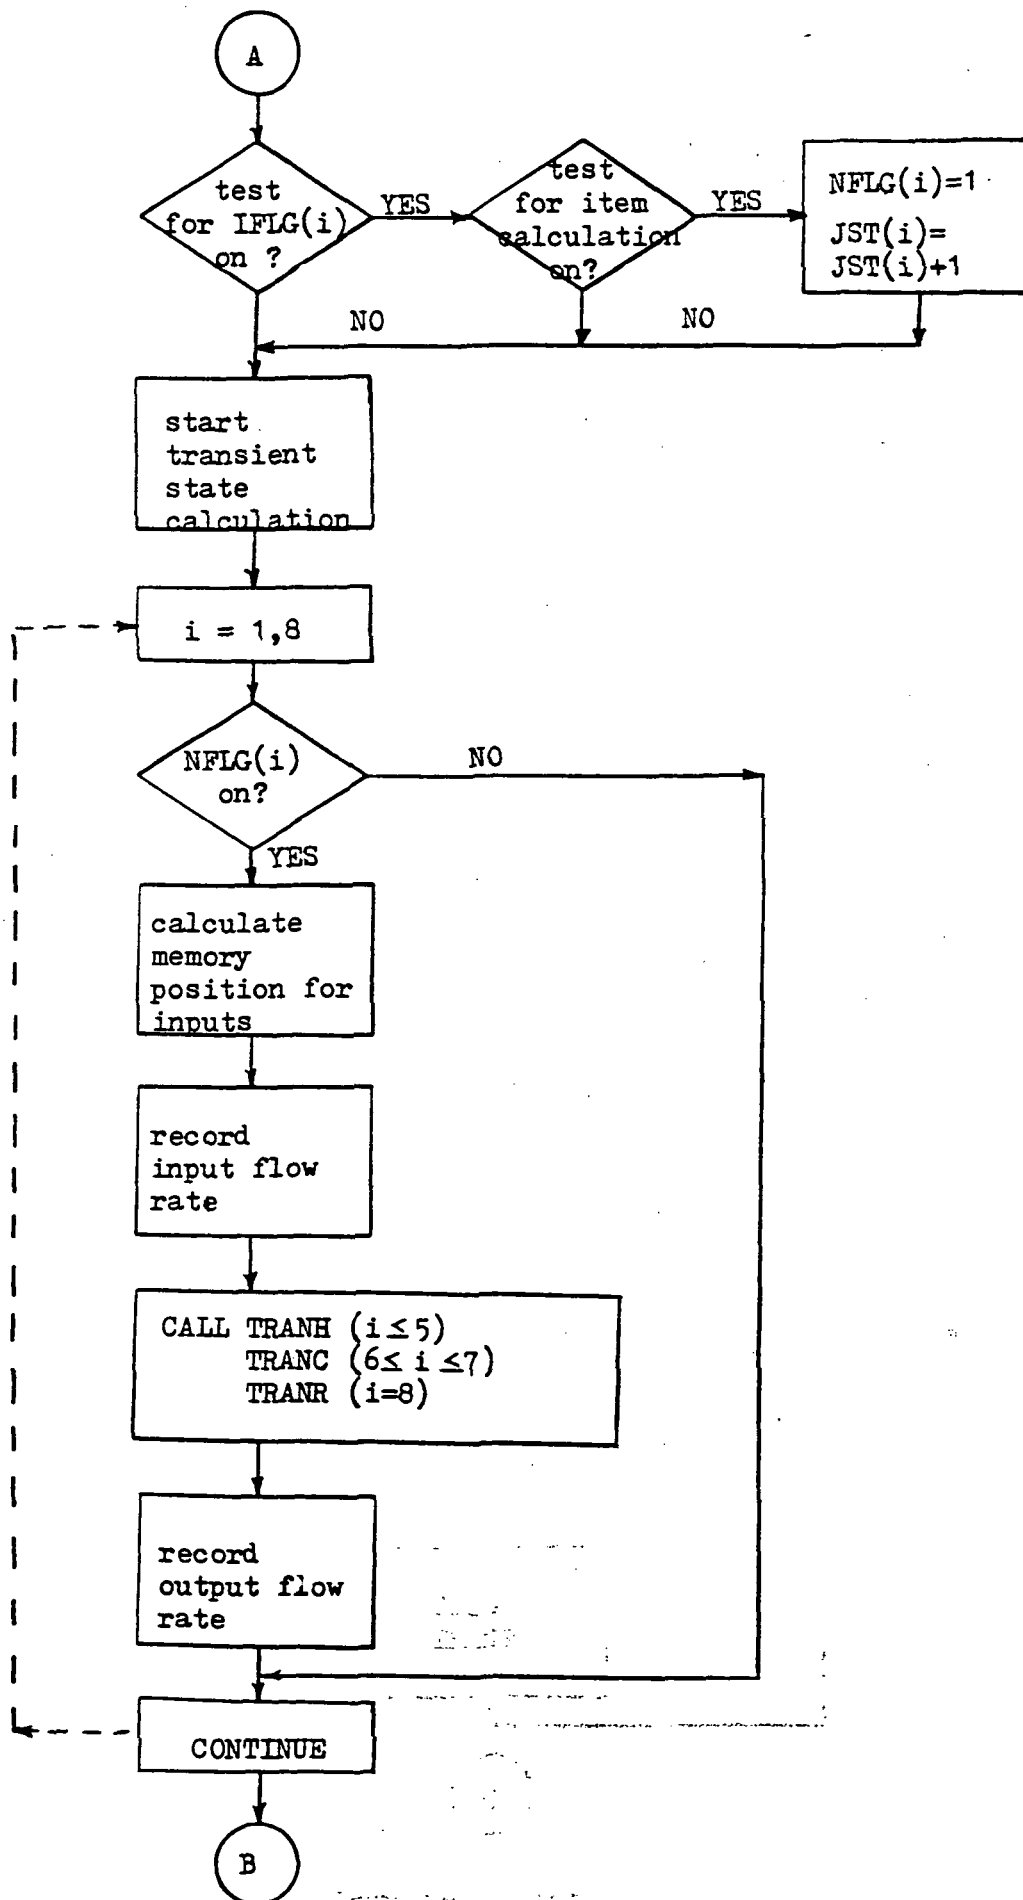 A
test
for IFLG(i)
on ?
YES
test
for item
calculation
on?
YES
NFLG(i)=1
JST(i)=
JST(i)+1
NO
NO
start
transient
state
calculation
i = 1,8
NFLG(i)
on?
NO
YES
calculate
memory
position for
inputs
record
input flow
rate
CALL TRANH (i≤5)
TRANC (6≤ i ≤7)
TRANR (i=8)
record
output flow
rate
CONTINUE
B